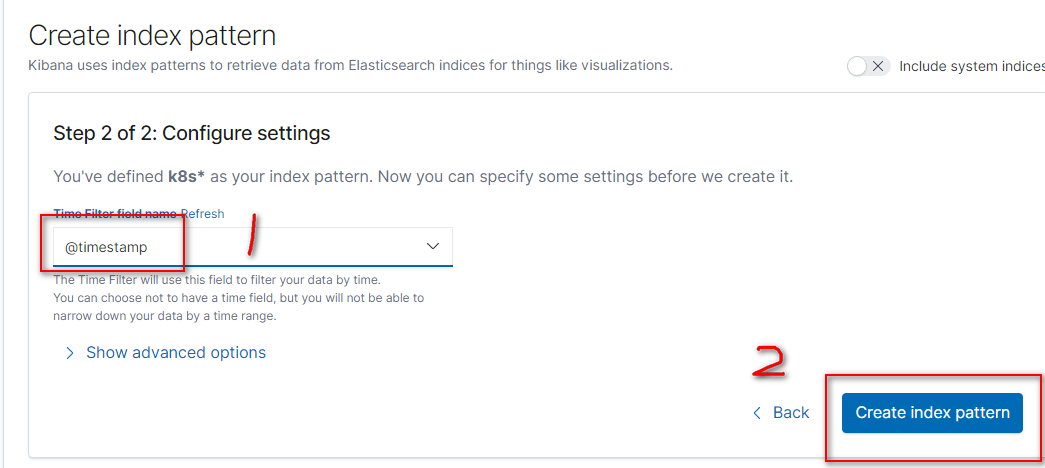 Create index pattern
Kibana uses index patterns to retrieve data from Elasticsearch indices for things like visualizations.
Include system indices
Step 2 of 2: Configure settings
You've defined k8s* as your index pattern. Now you can specify some settings before we create it.
Time Filter field name Refresh
1
@timestamp
The Time Filter will use this field to filter your data by time.
You can choose not to have a time field, but you will not be able to
narrow down your data by a time range.
Show advanced options
2
Back
Create index pattern